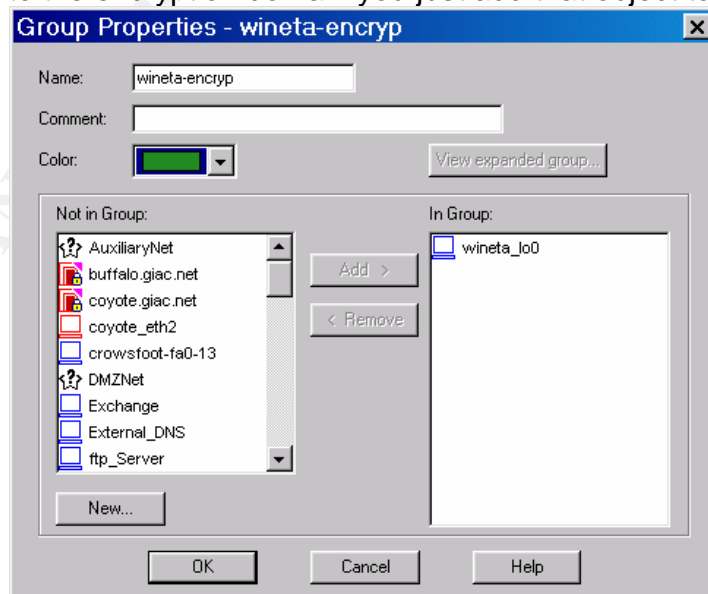 Group Properties - wineta-encryp
Name: wineta-encryp
Comment:
Color:
View expanded group...
Not in Group:
In Group:
AuxiliaryNet
buffalo.giac.net
coyote.giac.net
coyote_eth2
crowsfoot-fa0-13
DMZNet
Exchange
External_DNS
ftp_Server
Add >
< Remove
wineta_lo0
New...
OK Cancel Help